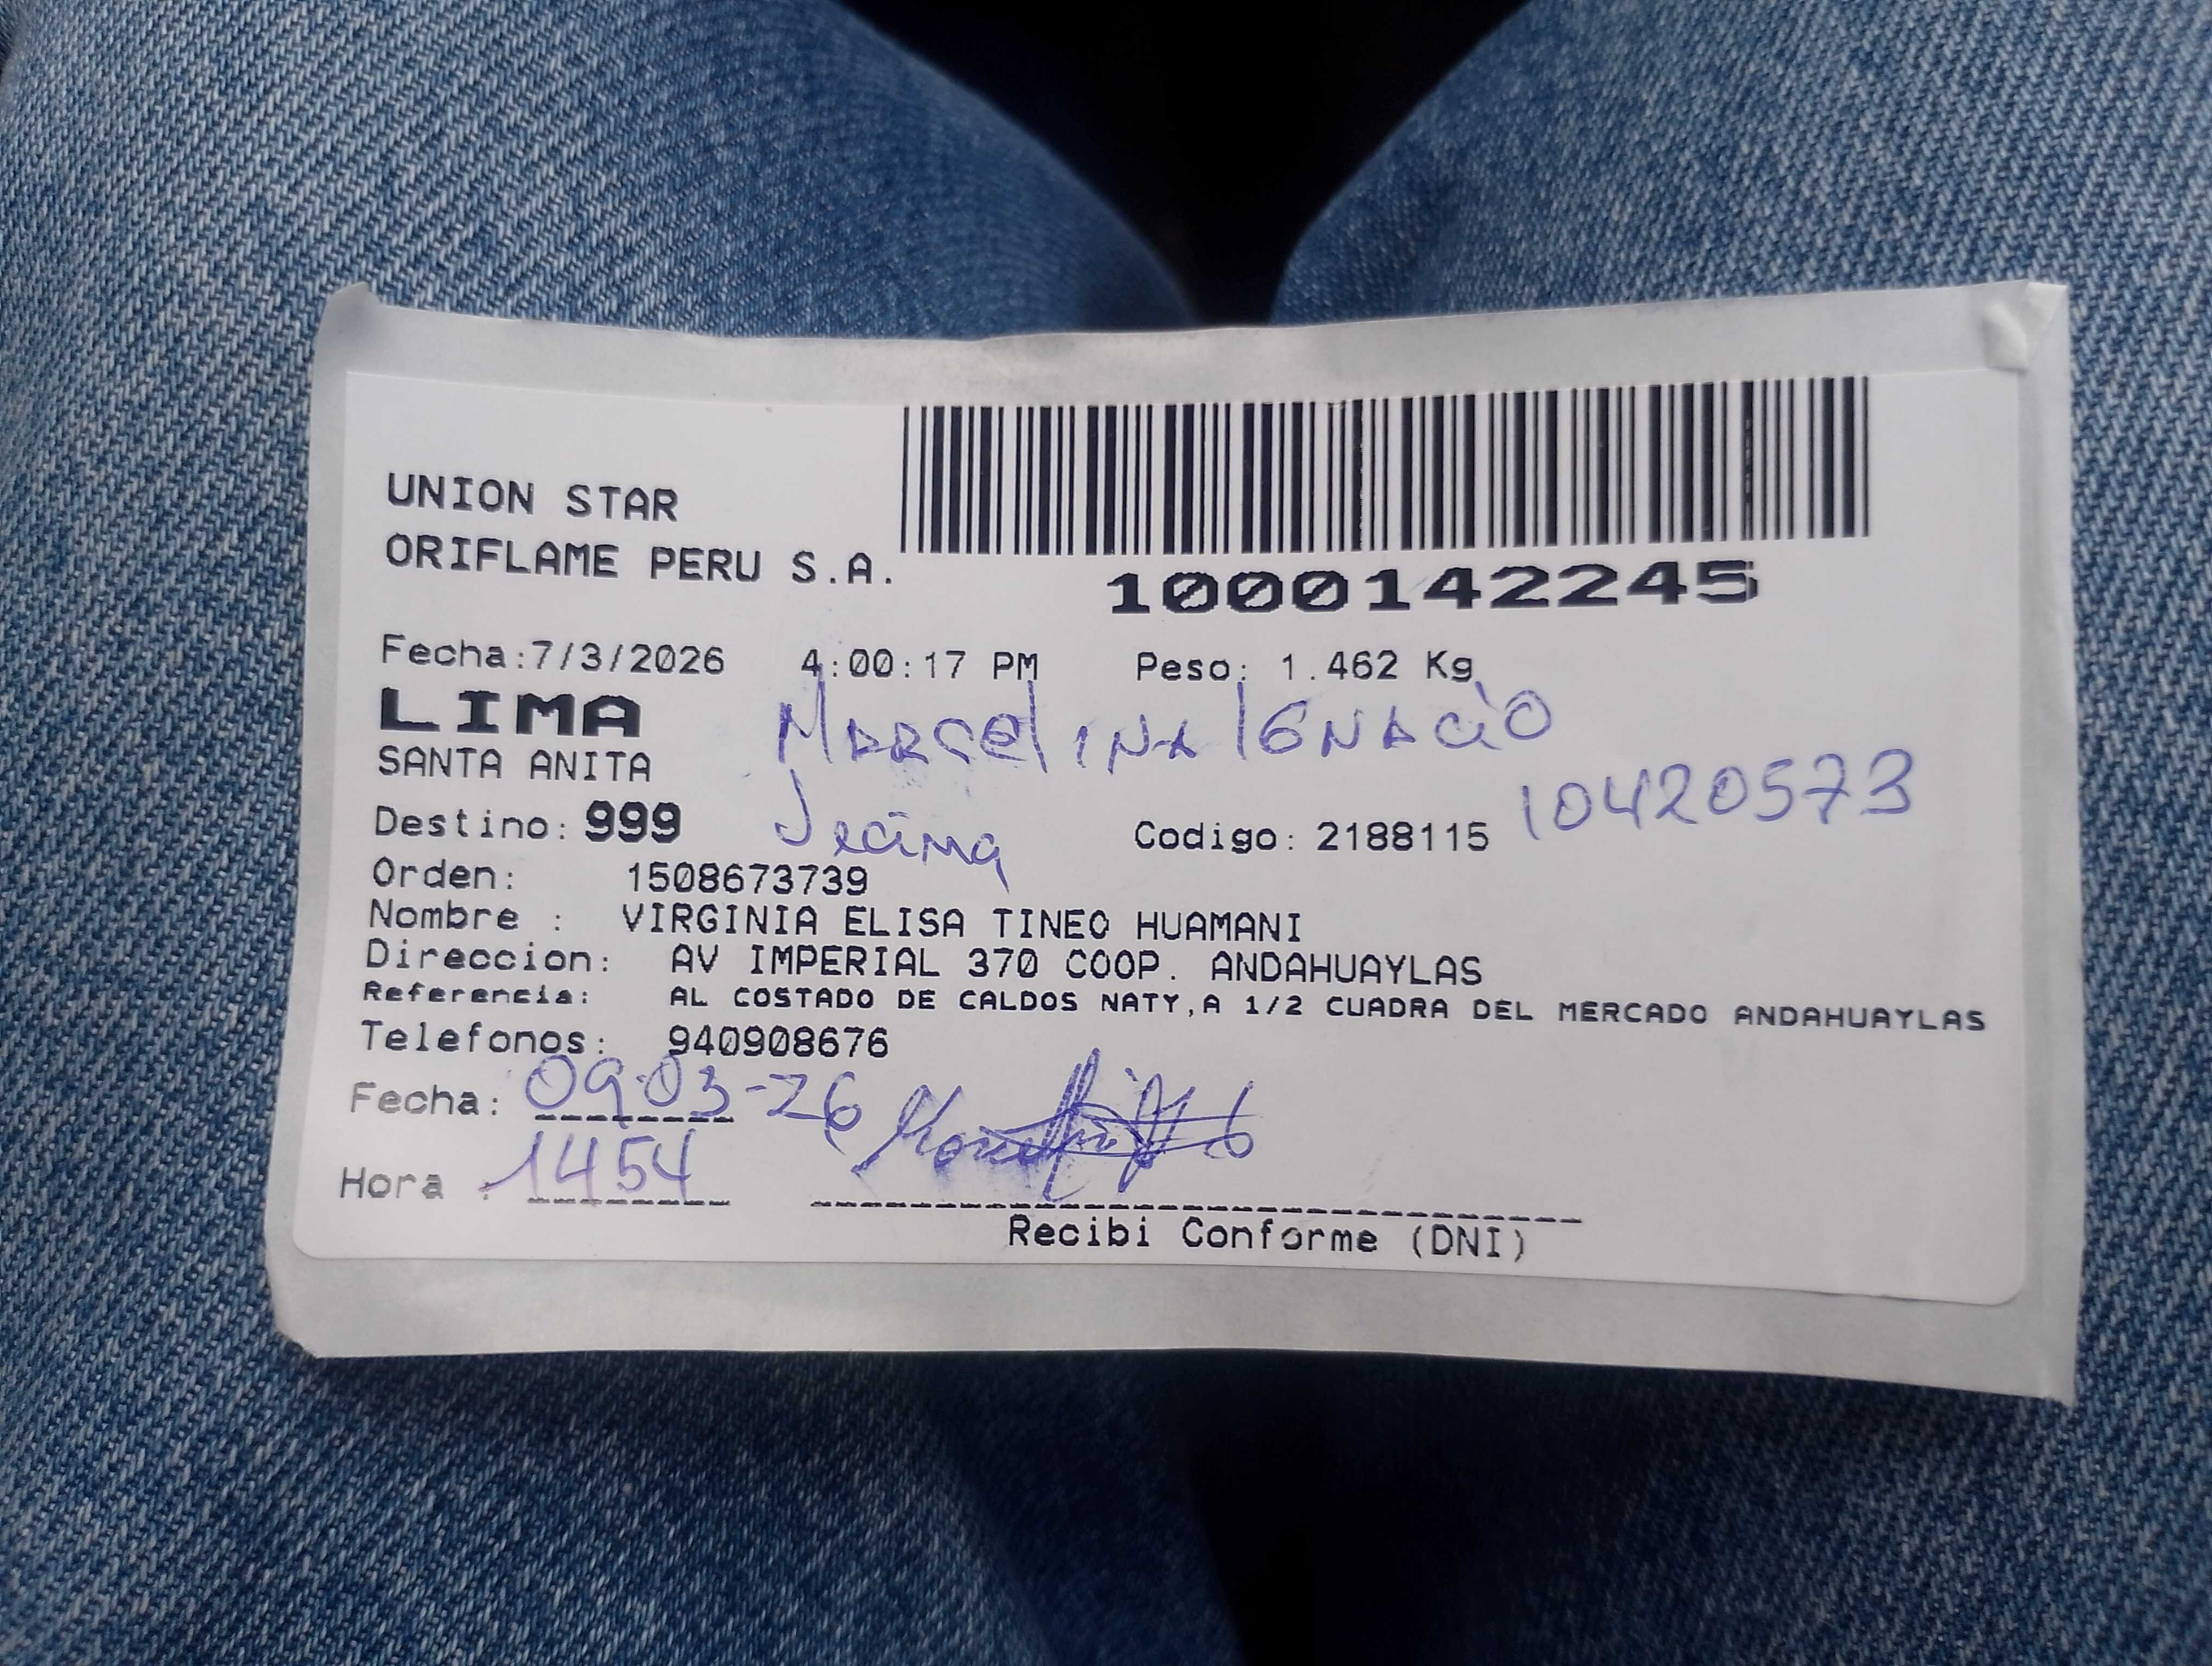 UNION STAR
ORIFLAME PERU S.A.
1000142245
Fecha:7/3/2026 4:00:17 PM Peso: 1.462 Kg
LIMA
Marcelina IGNACiO
SANTA ANITA
10420573
Destino: 999 Codigo: 2188115
Orden: 1508673739
Nombre : VIRGINIA ELISA TINEO HUAMANI
Direccion: AV IMPERIAL 370 COOP. ANDAHUAYLAS
Referencia: AL COSTADO DE CALDOS NATY,A 1/2 CUADRA DEL MERCADO ANDAHUAYLAS
Telefonos: 940908676
Fecha: 09-03-26
Hora : 1454
Recibi Conforme (DNI)